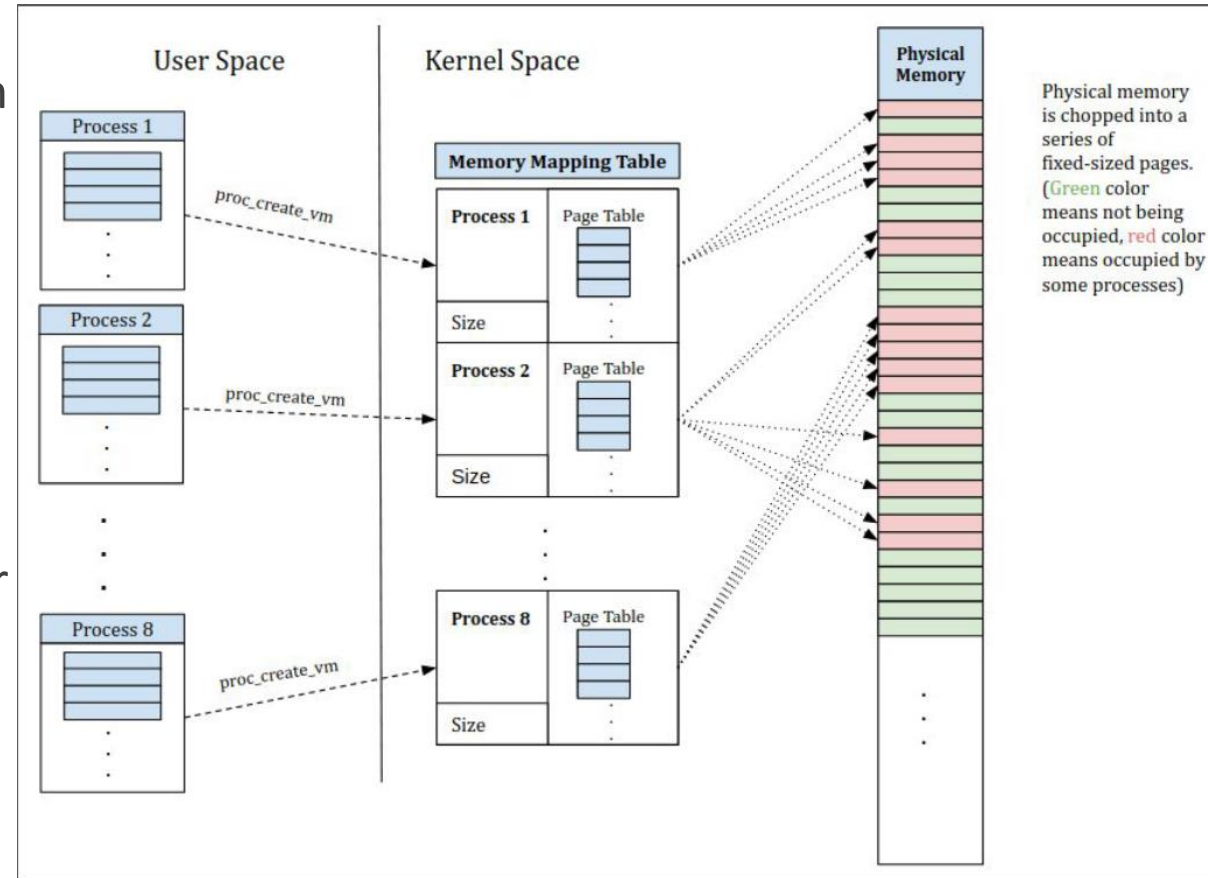 User Space
Kernel Space
Process 1
proc_create_vm
Process 2
proc_create_vm
Process 8
proc_create_vm
Memory Mapping Table
Process 1
Page Table
Size
Process 2
Page Table
Size
Process 8
Page Table
Size
Physical
Memory
Physical memory
is chopped into a
series of
fixed-sized pages.
(Green color
means not being
occupied, red color
means occupied by
some processes)